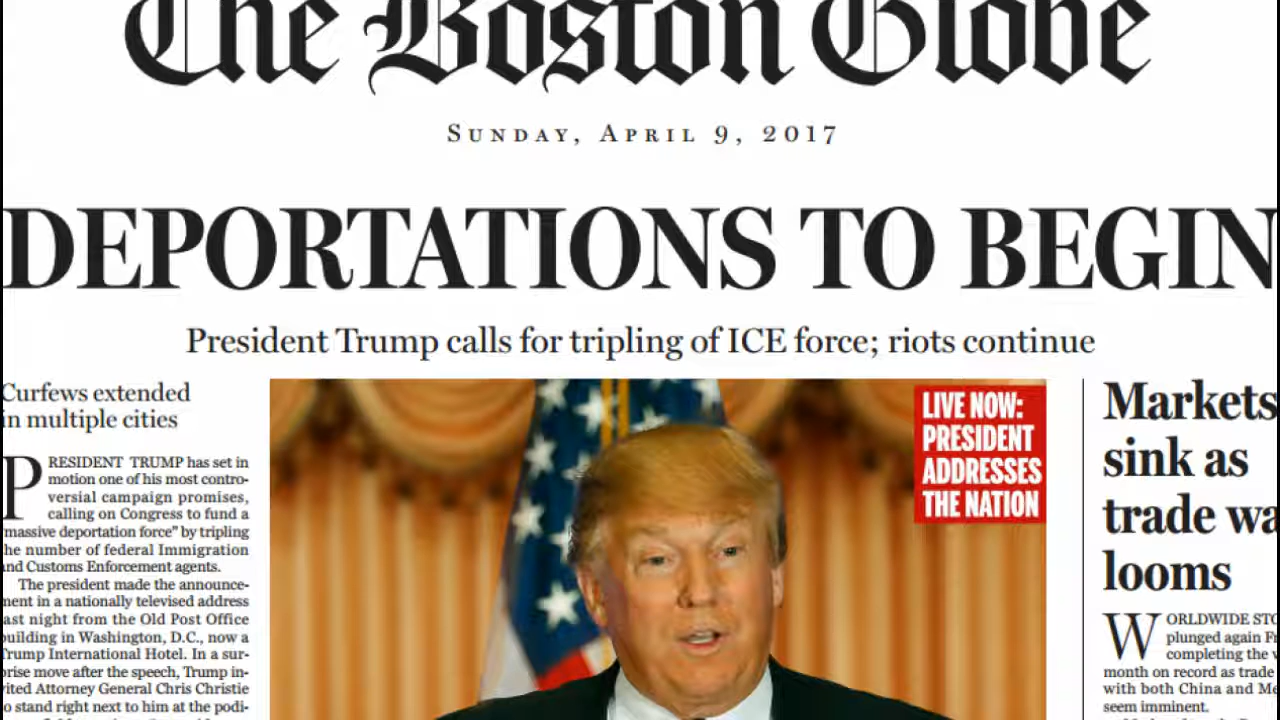 The Boston Globe
SUNDAY, APRIL 9, 2017
DEPORTATIONS TO BEGIN
President Trump calls for tripling of ICE force; riots continue
Curfews extended
in multiple cities
PRESIDENT TRUMP has set in
motion one of his most contro-
versial campaign promises,
calling on Congress to fund a
"massive deportation force" by tripling
the number of federal Immigration
and Customs Enforcement agents.
The president made the announce-
ment in a nationally televised address
last night from the Old Post Office
building in Washington, D.C., now a
Trump International Hotel. In a sur-
prise move after the speech, Trump in-
vited Attorney General Chris Christie
to stand right next to him at the podi-
LIVE NOW:
PRESIDENT
ADDRESSES
THE NATION
Markets
sink as
trade wa
looms
WORLDWIDE STO
plunged again F
completing the
month on record as trade
with both China and Me
seem imminent.